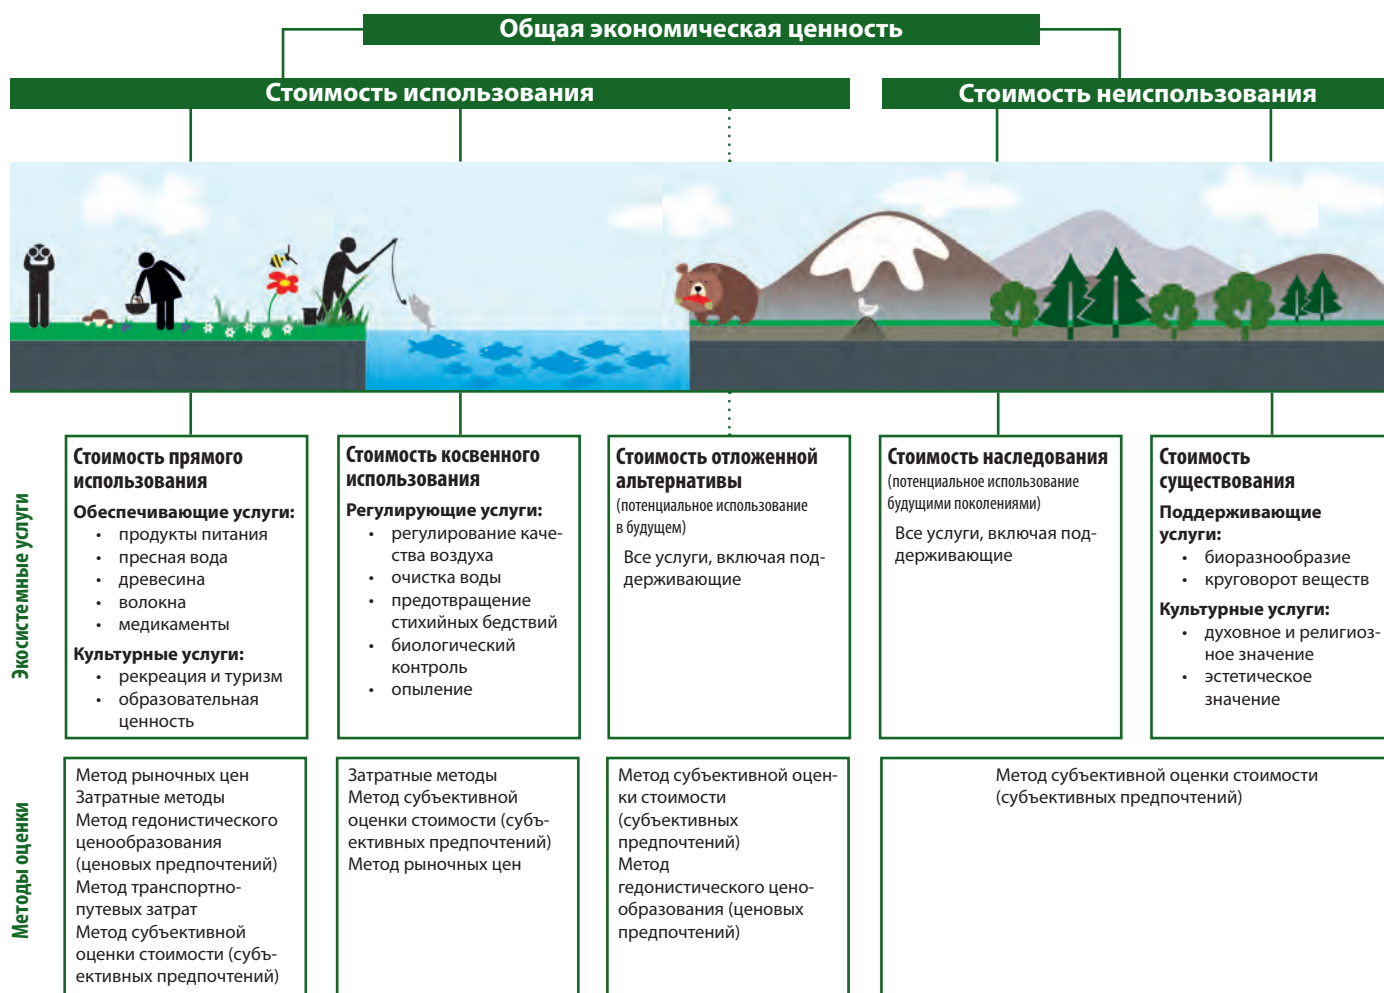 Общая экономическая ценность
Стоимость использования
Стоимость неиспользования
Экосистемные услуги
Стоимость прямого
использования
Обеспечивающие услуги:
• продукты питания
• пресная вода
• древесина
• волокна
• медикаменты
Культурные услуги:
• рекреация и туризм
• образовательная
ценность
Стоимость косвенного
использования
Регулирующие услуги:
• регулирование каче-
ства воздуха
• очистка воды
• предотвращение
стихийных бедствий
• биологический
контроль
• опыление
Стоимость отложенной
альтернативы
(потенциальное использование
в будущем)
Все услуги, включая под-
держивающие
Стоимость наследования
(потенциальное использование
будущими поколениями)
Все услуги, включая под-
держивающие
Стоимость
существования
Поддерживающие
услуги:
• биоразнообразие
• круговорот веществ
Культурные услуги:
• духовное и религиоз-
ное значение
• эстетическое
значение
Методы оценки
Метод рыночных цен
Затратные методы
Метод гедонистического
ценообразования
(ценовых предпочтений)
Метод транспортно-
путевых затрат
Метод субъективной
оценки стоимости (субъ-
ективных предпочтений)
Затратные методы
Метод субъективной
оценки стоимости (субъ-
ективных предпочтений)
Метод рыночных цен
Метод субъективной оцен-
ки стоимости
(субъективных
предпочтений)
Метод
гедонистического цено-
образования (ценовых
предпочтений)
Метод субъективной оценки стоимости
(субъективных предпочтений)